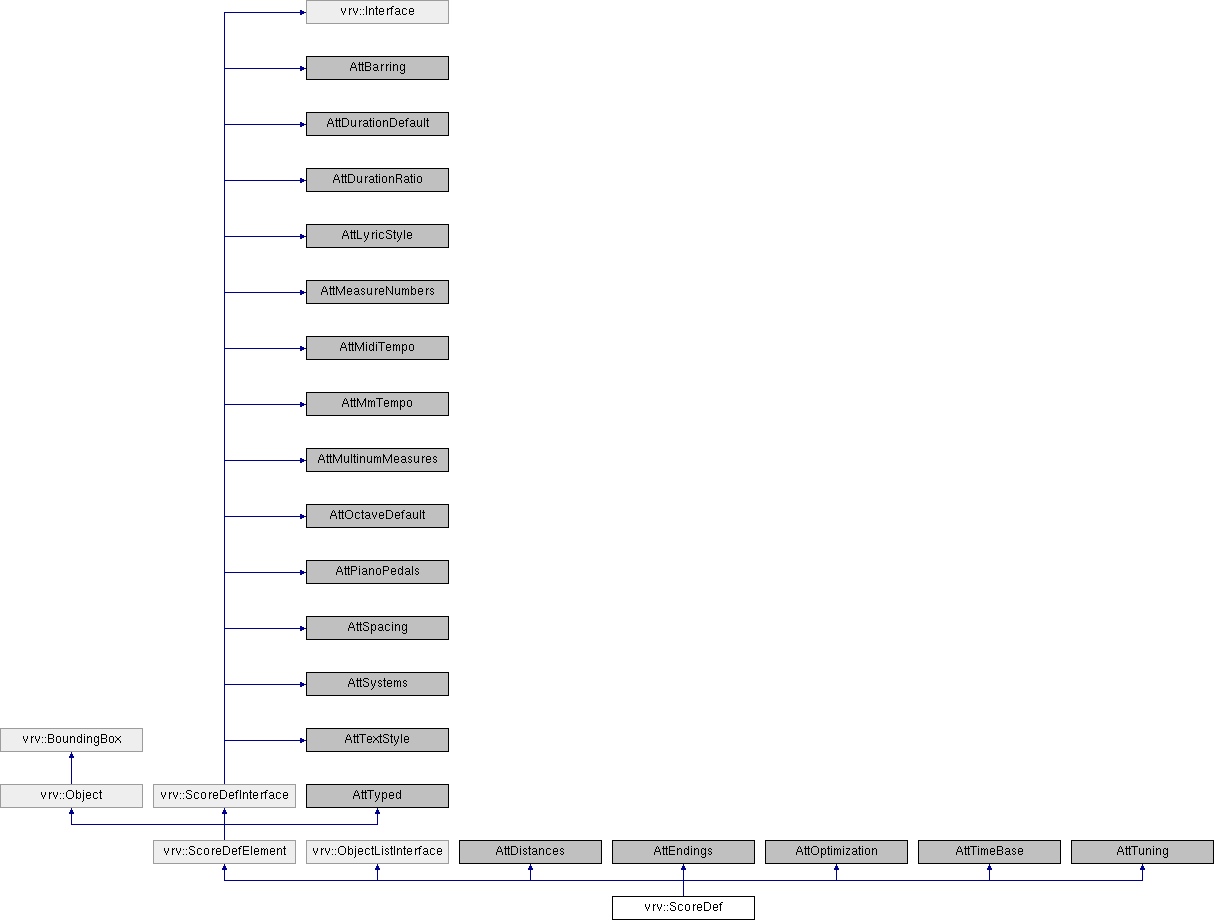 vrv::Interface
AttBarring
AttDurationDefault
AttDurationRatio
AttLyricStyle
AttMeasureNumbers
AttMidiTempo
AttMmTempo
AttMultinumMeasures
AttOctaveDefault
AttPianoPedals
AttSpacing
AttSystems
vrv::BoundingBox
AttTextStyle
vrv::Object
vrv::ScoreDefInterface
AttTyped
vrv::ScoreDefElement
vrv::ObjectListInterface
AttDistances
AttEndings
AttOptimization
AttTimeBase
AttTuning
vrv::ScoreDef